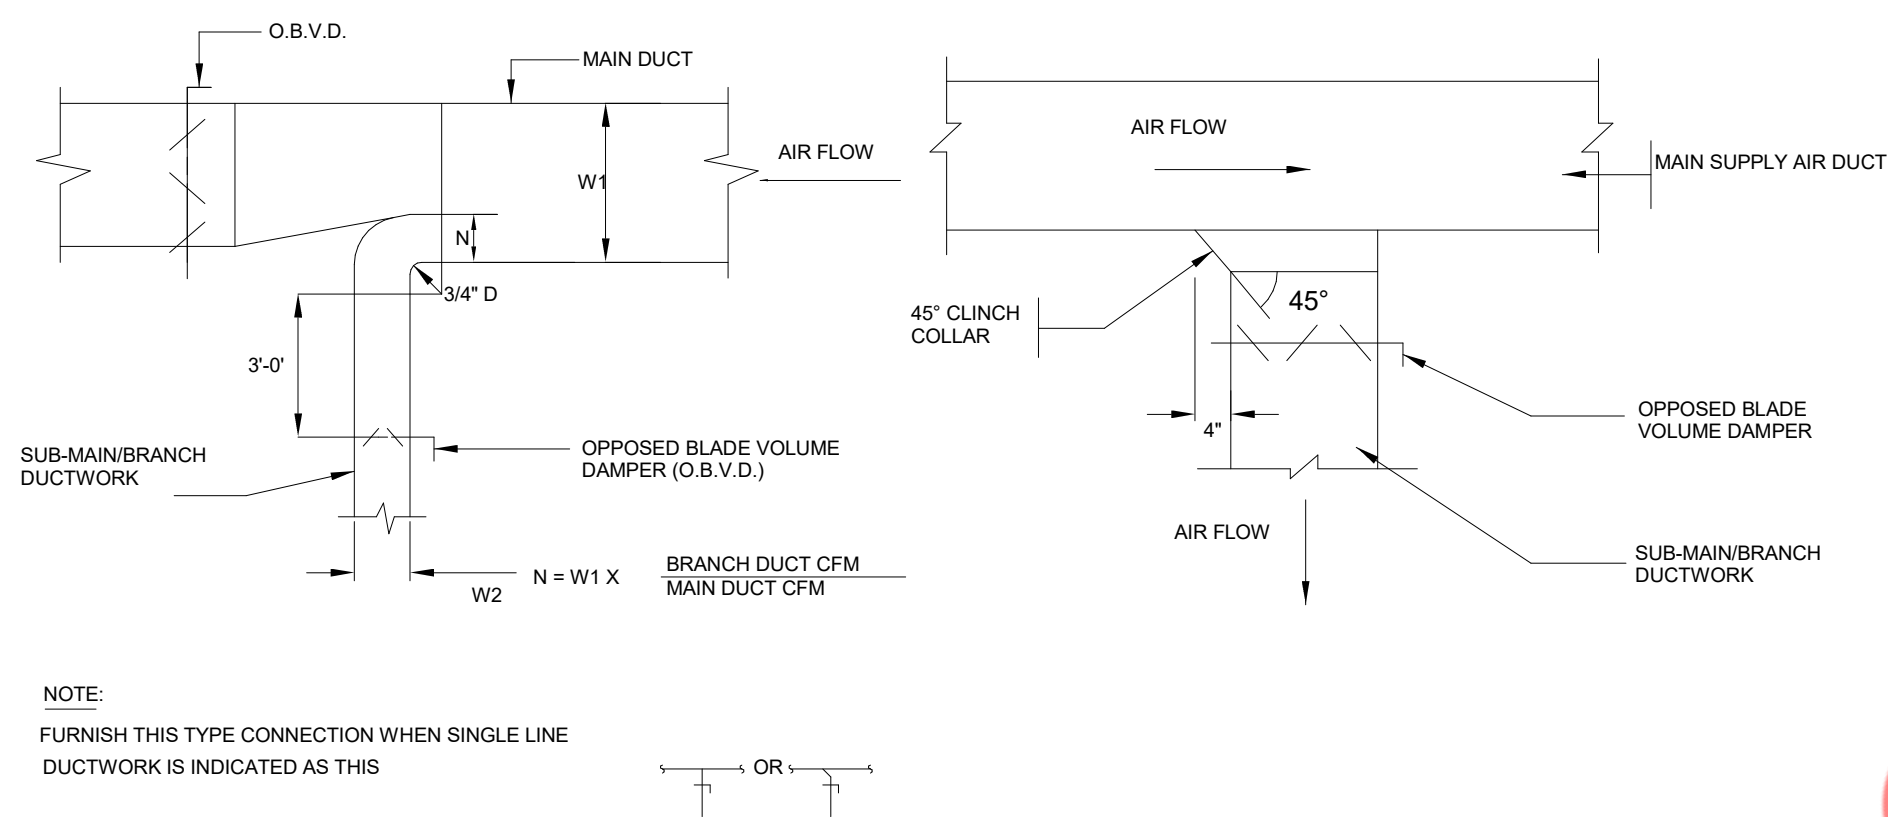 O.B.V.D.
MAIN DUCT
AIR FLOW
W1
N
3/4" D
3'-0'
SUB-MAIN/BRANCH
DUCTWORK
OPPOSED BLADE VOLUME
DAMPER (O.B.V.D.)
W2
N = W1 X
BRANCH DUCT CFM
MAIN DUCT CFM
AIR FLOW
MAIN SUPPLY AIR DUCT
45° CLINCH
COLLAR
45°
4"
OPPOSED BLADE
VOLUME DAMPER
AIR FLOW
SUB-MAIN/BRANCH
DUCTWORK
NOTE:
FURNISH THIS TYPE CONNECTION WHEN SINGLE LINE
DUCTWORK IS INDICATED AS THIS
OR